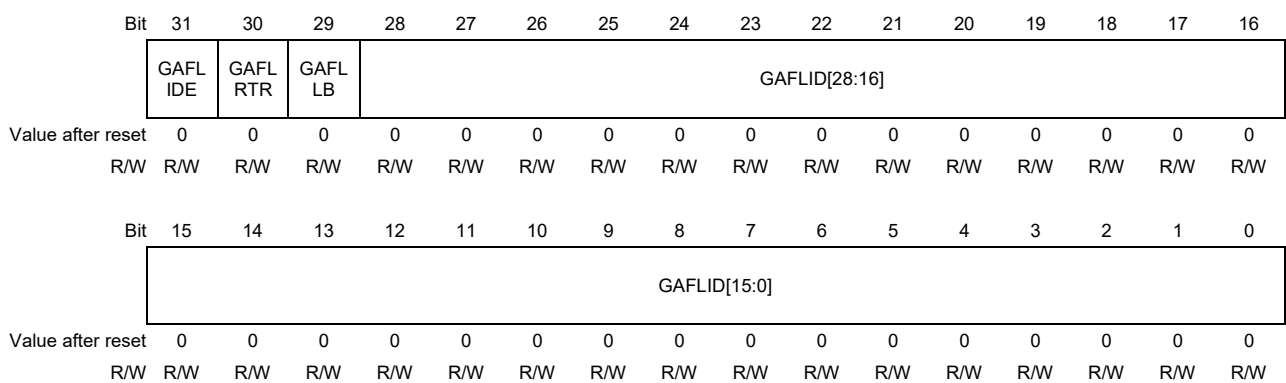 Bit 31 30 29 28 27 26 25 24 23 22 21 20 19 18 17 16
GAFL IDE GAFL RTR GAFL LB GAFLID[28:16]
Value after reset 0 0 0 0 0 0 0 0 0 0 0 0 0 0 0 0
R/W R/W R/W R/W R/W R/W R/W R/W R/W R/W R/W R/W R/W R/W R/W R/W R/W
Bit 15 14 13 12 11 10 9 8 7 6 5 4 3 2 1 0
GAFLID[15:0]
Value after reset 0 0 0 0 0 0 0 0 0 0 0 0 0 0 0 0
R/W R/W R/W R/W R/W R/W R/W R/W R/W R/W R/W R/W R/W R/W R/W R/W R/W